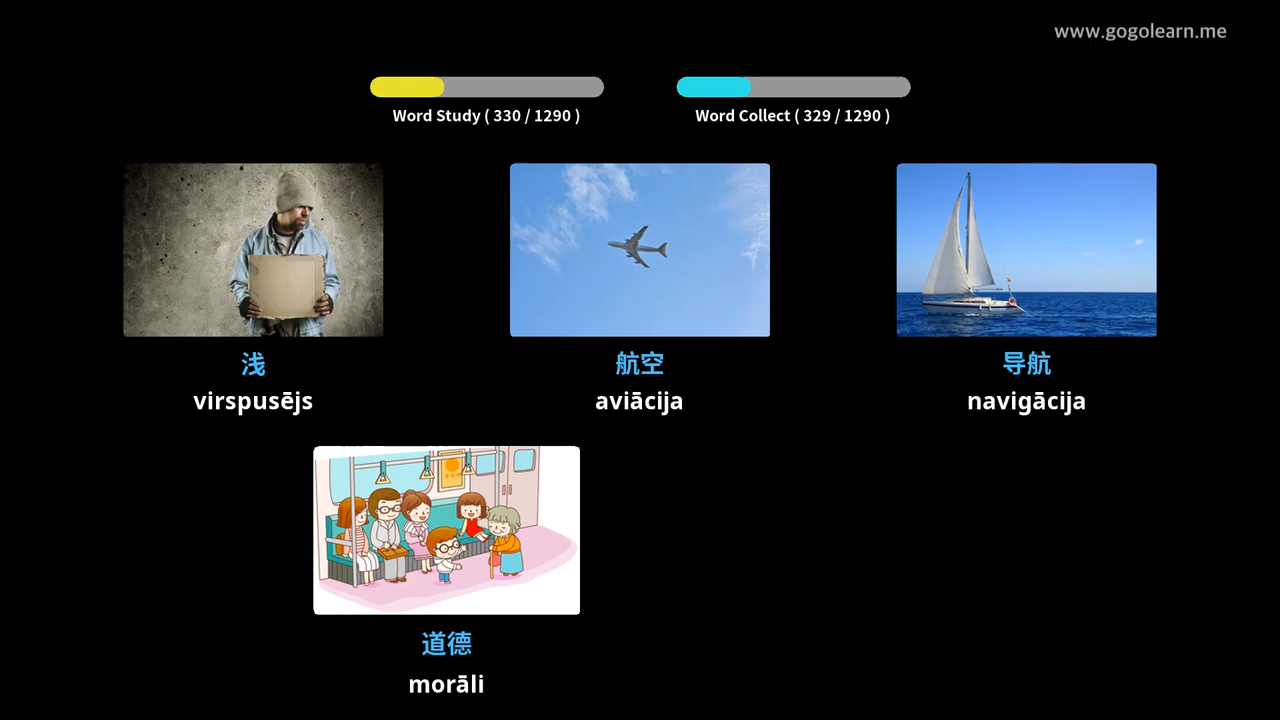 www.gogolearn.me
Word Study ( 330 / 1290 )
Word Collect ( 329 / 1290 )
浅
virspusējs
航空
aviācija
导航
navigācija
道德
morāli